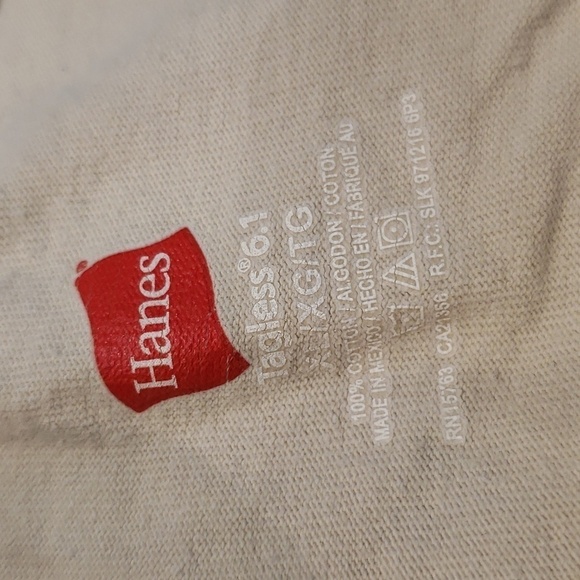 Hanes
Tagless® 6.1
XG/TG
100% COTTON / ALGODON / COTON
MADE IN MEXICO / HECHO EN / FABRIQUE AU
RN15763 R.F.C.: SLK 971216 6P3